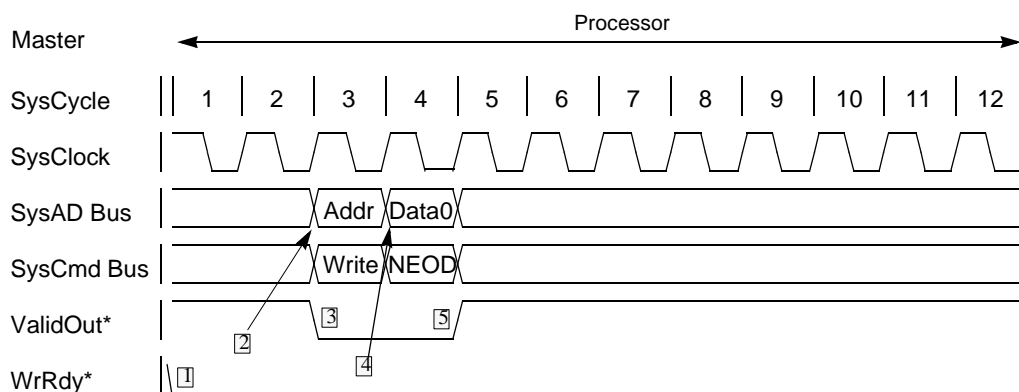 Processor
Master
SysCycle 1 2 3 4 5 6 7 8 9 10 11 12
SysClock
SysAD Bus Addr Data0
SysCmd Bus Write NEOD
ValidOut* 3 5
2 4
WrRdy* 1